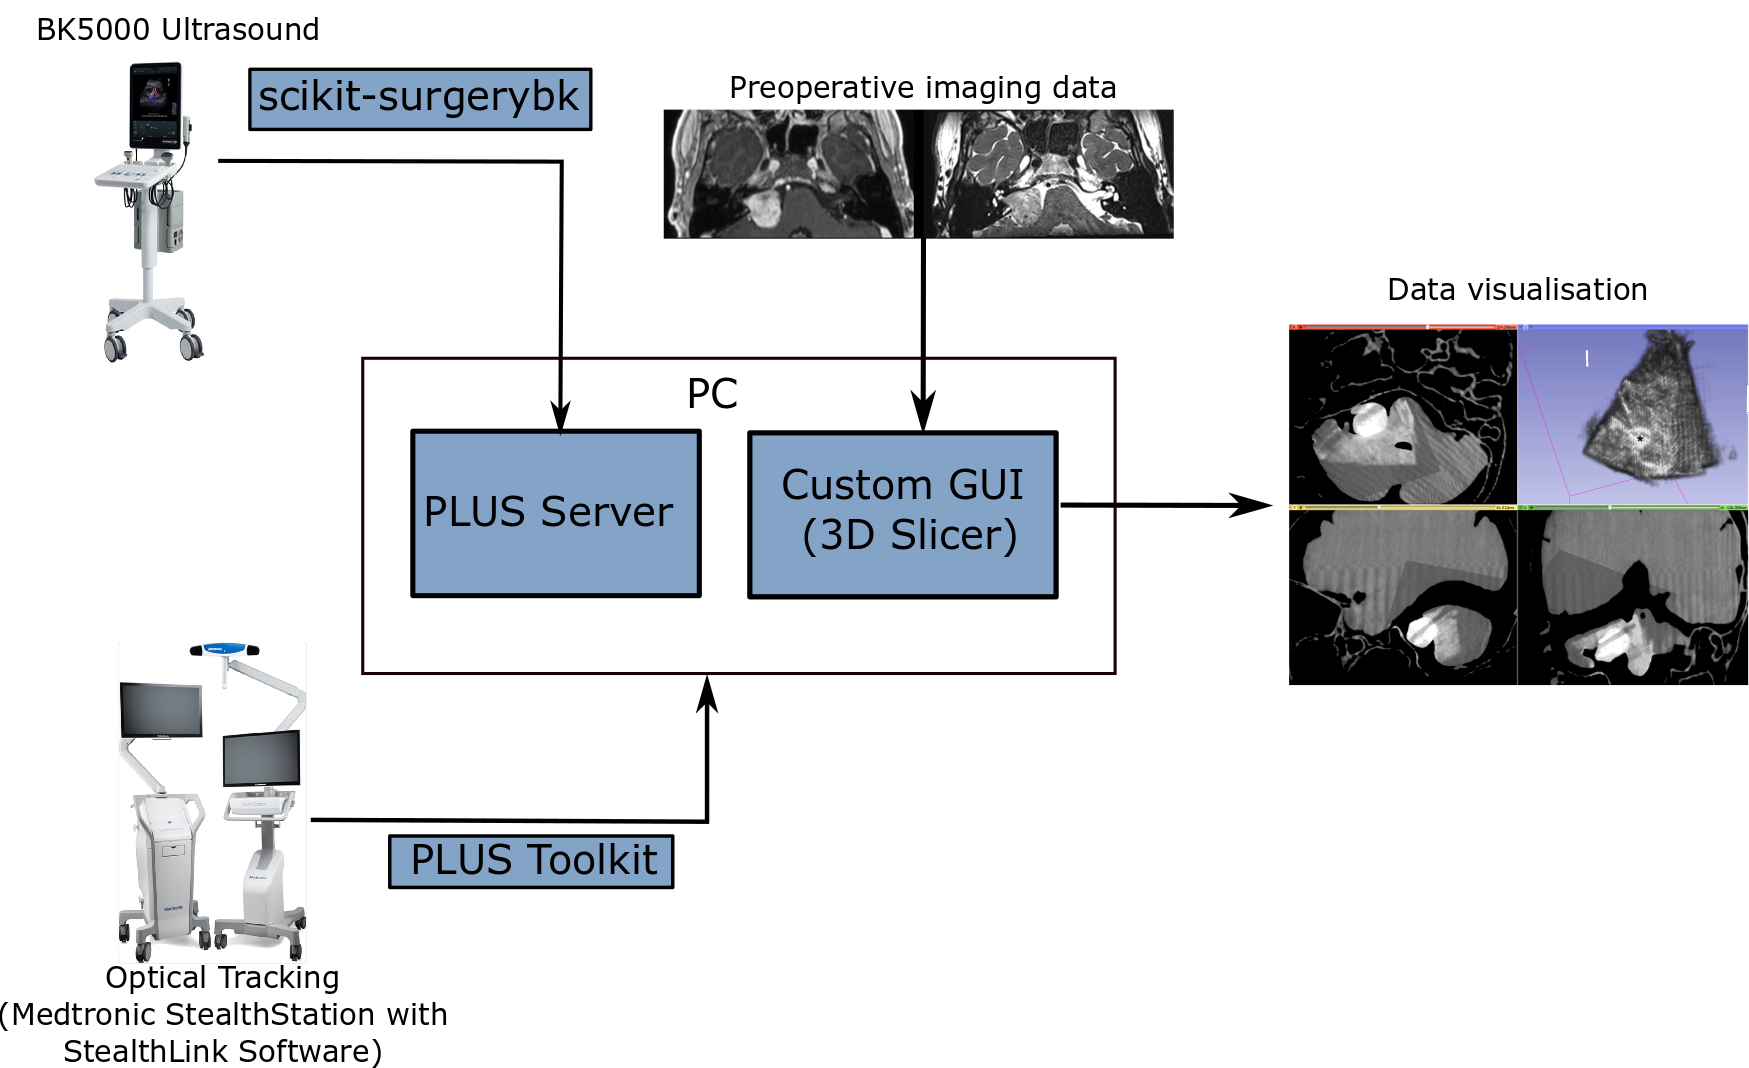 BK5000 Ultrasound
scikit-surgerybk
Preoperative imaging data
Data visualisation
PC
PLUS Server
Custom GUI
(3D Slicer)
PLUS Toolkit
Optical Tracking
(Medtronic StealthStation with
StealthLink Software)